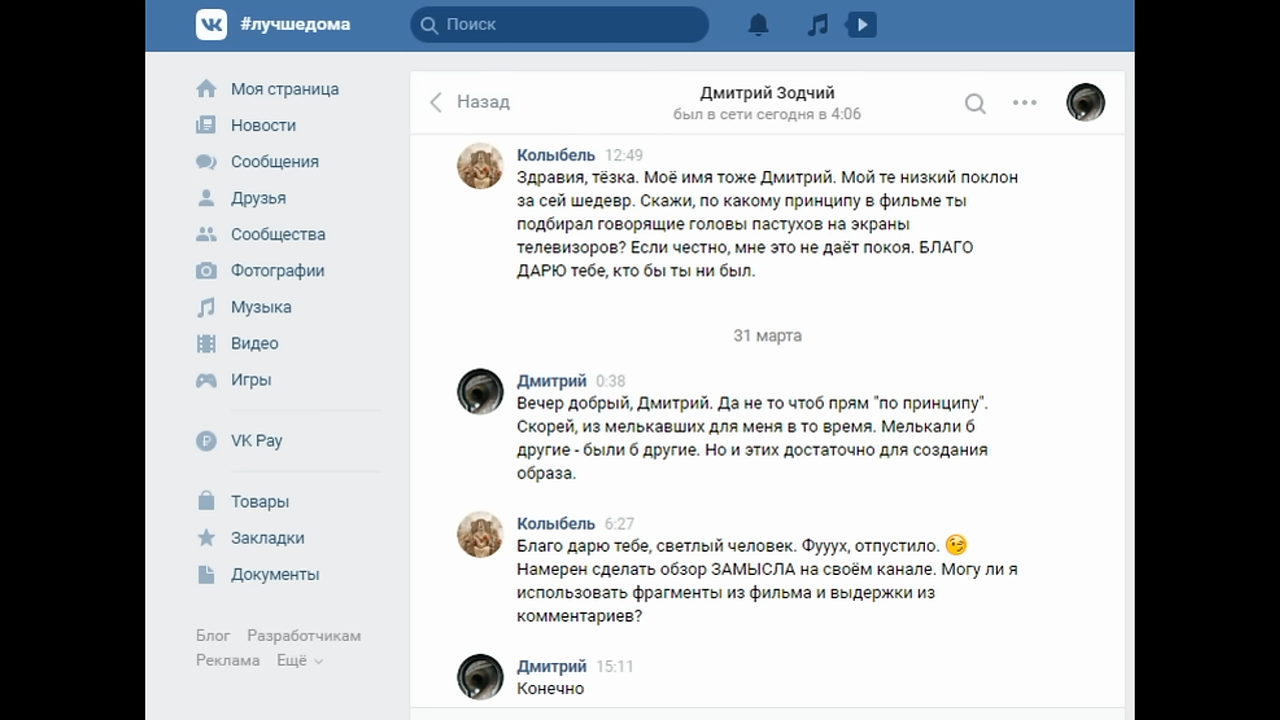 #лучшедома
Поиск
Моя страница
Новости
Сообщения
Друзья
Сообщества
Фотографии
Музыка
Видео
Игры
VK Pay
Товары
Закладки
Документы
Блог Разработчикам
Реклама Ещё
Назад
Дмитрий Зодчий
был в сети сегодня в 4:06
Колыбель 12:49
Здравия, тёзка. Моё имя тоже Дмитрий. Мой те низкий поклон
за сей шедевр. Скажи, по какому принципу в фильме ты
подбирал говорящие головы пастухов на экраны
телевизоров? Если честно, мне это не даёт покоя. БЛАГО
ДАРЮ тебе, кто бы ты ни был.
31 марта
Дмитрий 0:38
Вечер добрый, Дмитрий. Да не то чтоб прям "по принципу".
Скорей, из мелькавших для меня в то время. Мелькали б
другие - были б другие. Но и этих достаточно для создания
образа.
Колыбель 6:27
Благо дарю тебе, светлый человек. Фууух, отпустило. 😉
Намерен сделать обзор ЗАМЫСЛА на своём канале. Могу ли я
использовать фрагменты из фильма и выдержки из
комментариев?
Дмитрий 15:11
Конечно